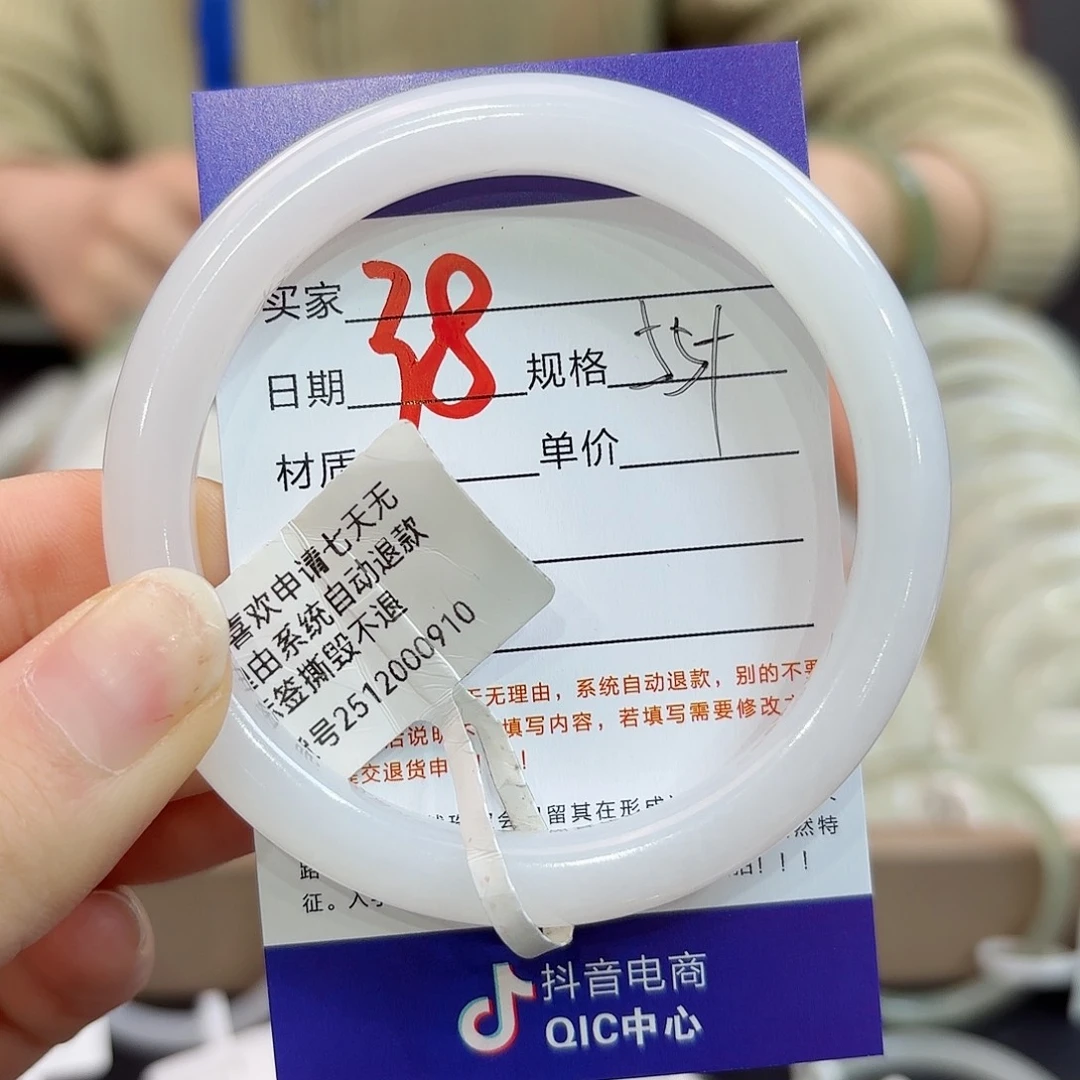 买家 38
日期 规格
材质 单价
喜欢申请七天无
由系统自动退款
签撕毁不退
号2512000910
无理由，系统自动退款，别的不要
说明 填写内容，若填写需要修改
交退货申 ！
留其在形成
然特
路 ！！！
征。
抖音电商
QIC中心